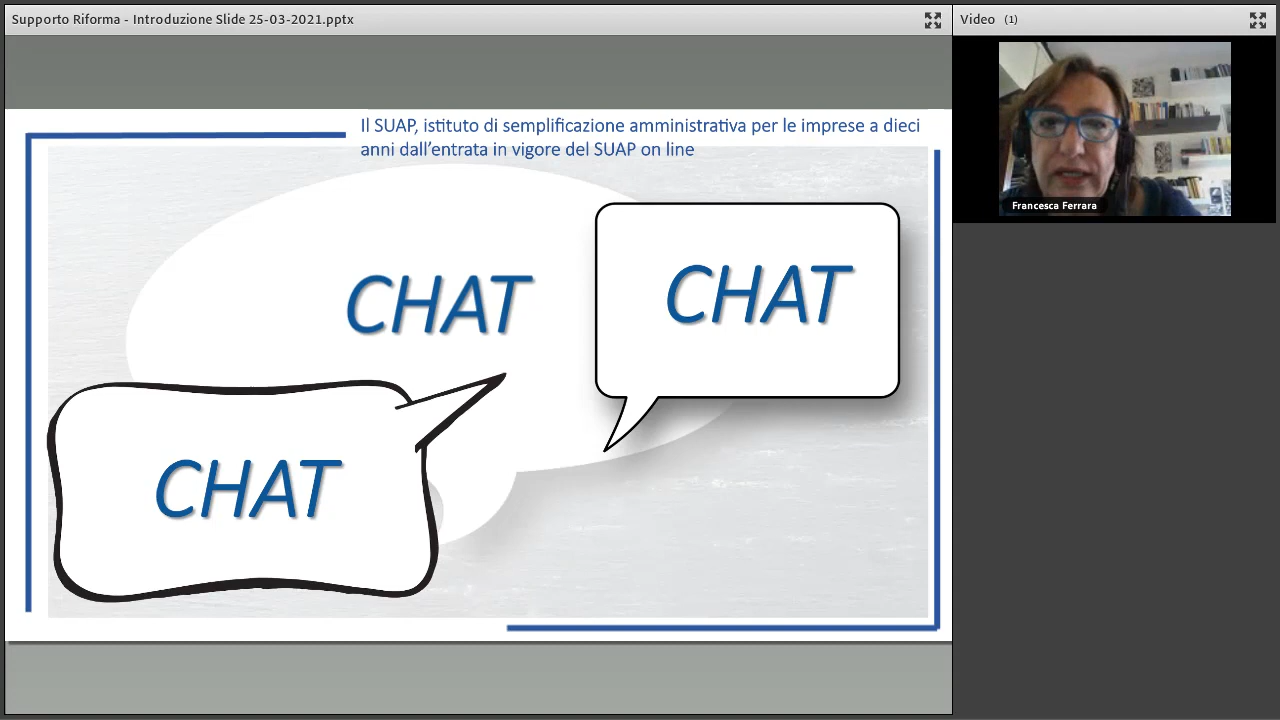 Supporto Riforma - Introduzione Slide 25-03-2021.pptx
Video (1)
Il SUAP, istituto di semplificazione amministrativa per le imprese a dieci
anni dall’entrata in vigore del SUAP on line
CHAT
CHAT
CHAT
Francesca Ferrara